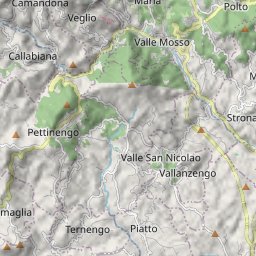 Camandona
Maria
Polto
Veglio
Valle Mosso
Callabiana
Strona
Pettinengo
Valle San Nicolao
Vallanzengo
maglia
Ternengo
Piatto